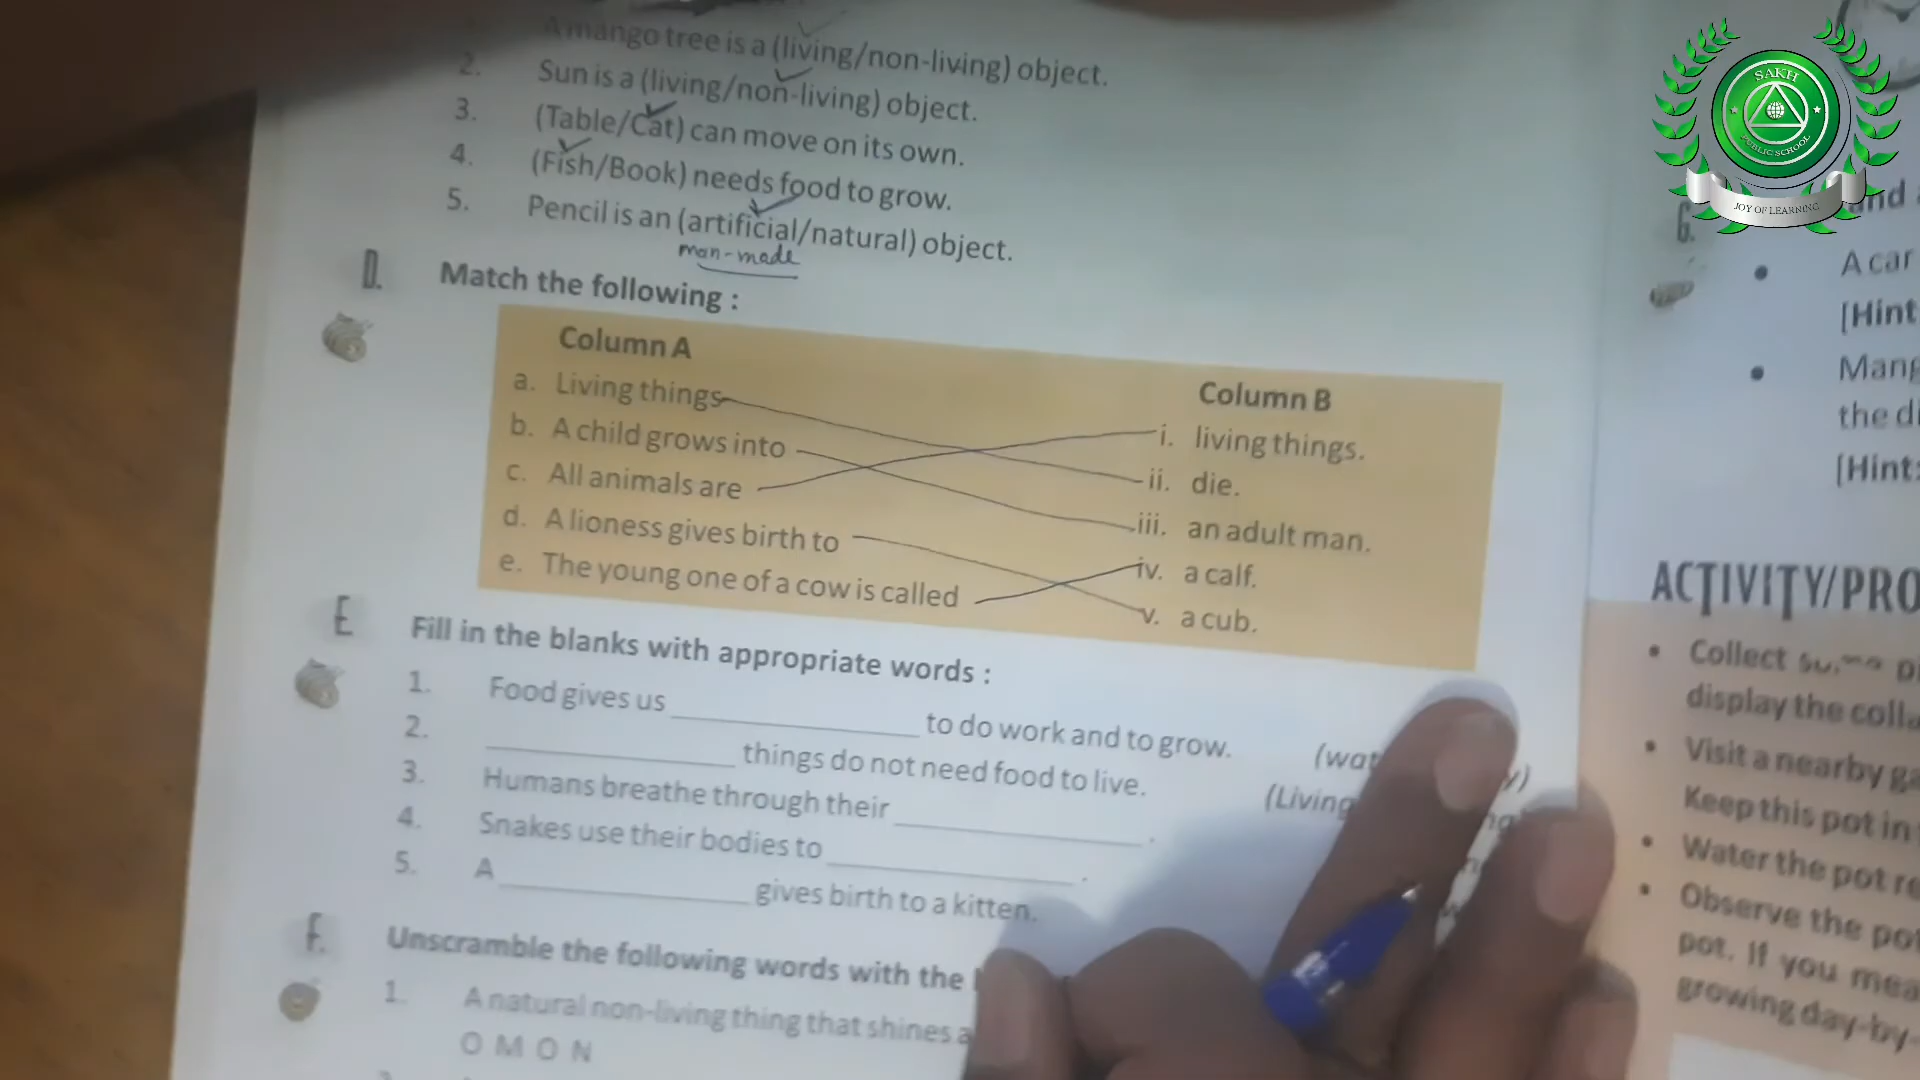 A mango tree is a (living/non-living) object.
2. Sun is a (living/non-living) object.
3. (Table/Cat) can move on its own.
4. (Fish/Book) needs food to grow.
5. Pencil is an (artificial/natural) object.
man-made
D. Match the following :
Column A
Column B
a. Living things
b. A child grows into
c. All animals are
d. A lioness gives birth to
e. The young one of a cow is called
i. living things.
ii. die.
iii. an adult man.
iv. a calf.
v. a cub.
E. Fill in the blanks with appropriate words :
1. Food gives us ____________ to do work and to grow.
2. ____________ things do not need food to live. (Living
3. Humans breathe through their ____________ .
4. Snakes use their bodies to ____________ .
5. A ____________ gives birth to a kitten.
F. Unscramble the following words with the
1. A natural non-living thing that shines
O M O N
SAKH
PUBLIC SCHOOL
JOY OF LEARNING
G.
• A car
[Hint
•
the
[Hint:
ACTIVITY/PRO
• Collect
display the
• Visit a nearby
Keep this pot in
• Water the pot
• Observe the
pot. If you
growing day-by-